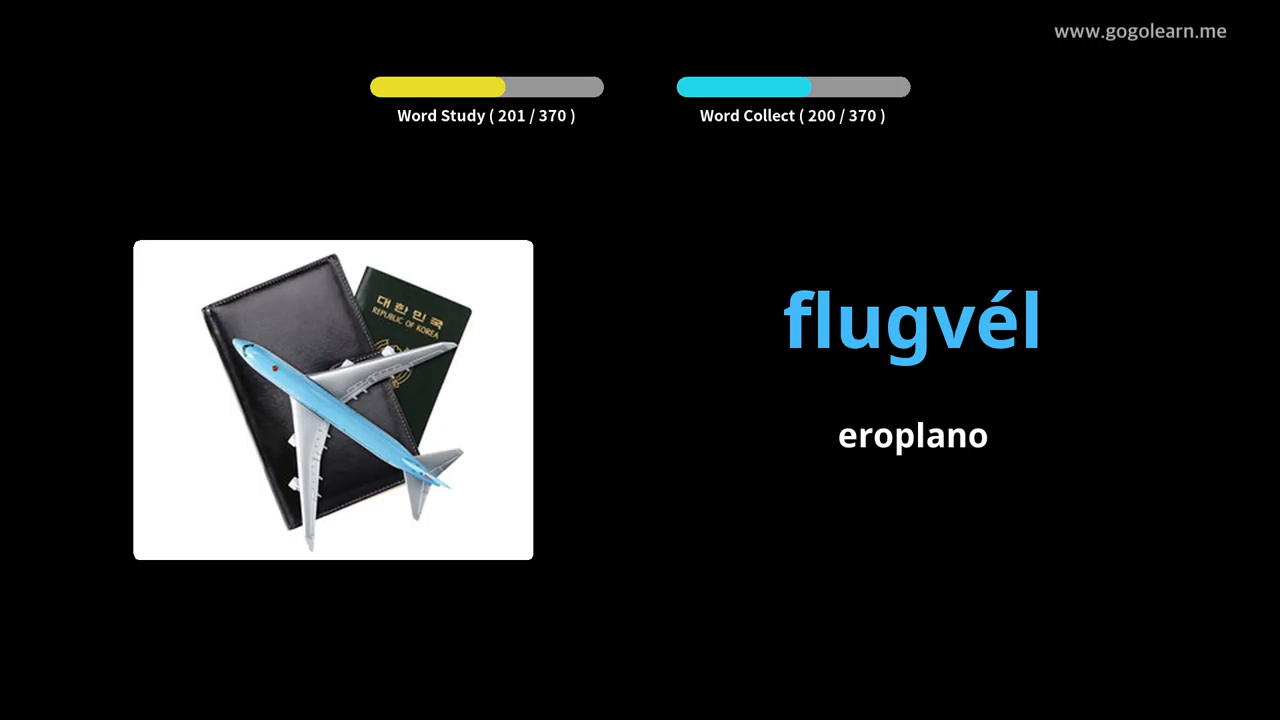 www.gogolearn.me
Word Study ( 201 / 370 )
Word Collect ( 200 / 370 )
대한민국
REPUBLIC OF KOREA
flugvél
eroplano